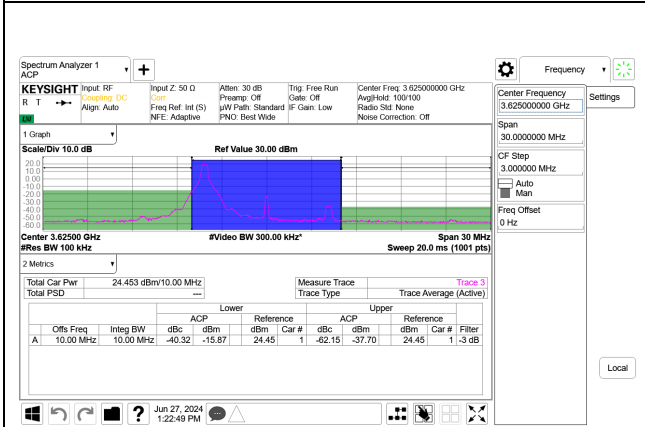 Spectrum Analyzer 1
ACP
Frequency
KEYSIGHT Input: RF Input Z: 50 Ω Atten: 30 dB Trig: Free Run Center Freq: 3.625000000 GHz
R T Coupling: DC Corr Preamp: Off Gate: Off Avg|Hold: 100/100
Align: Auto Freq Ref: Int (S) µW Path: Standard IF Gain: Low Radio Std: None
NFE: Adaptive PNO: Best Wide Noise Correction: Off
Center Frequency
3.625000000 GHz
Settings
Span
30.0000000 MHz
CF Step
3.000000 MHz
Auto
Man
Freq Offset
0 Hz
Local
1 Graph
Scale/Div 10.0 dB Ref Value 30.00 dBm
20.0
10.0
0.00
-10.0
-20.0
-30.0
-40.0
-50.0
-60.0
Center 3.62500 GHz #Video BW 300.00 kHz* Span 30 MHz
#Res BW 100 kHz Sweep 20.0 ms (1001 pts)
2 Metrics
Total Car Pwr 24.453 dBm/10.00 MHz Measure Trace Trace 3
Total PSD — Trace Type Trace Average (Active)
Lower Upper
ACP Reference ACP Reference
Offs Freq Integ BW dBc dBm dBm Car # dBc dBm dBm Car # Filter
A 10.00 MHz 10.00 MHz -40.32 -15.87 24.45 1 -62.15 -37.70 24.45 1 -3 dB
Jun 27, 2024
1:22:49 PM